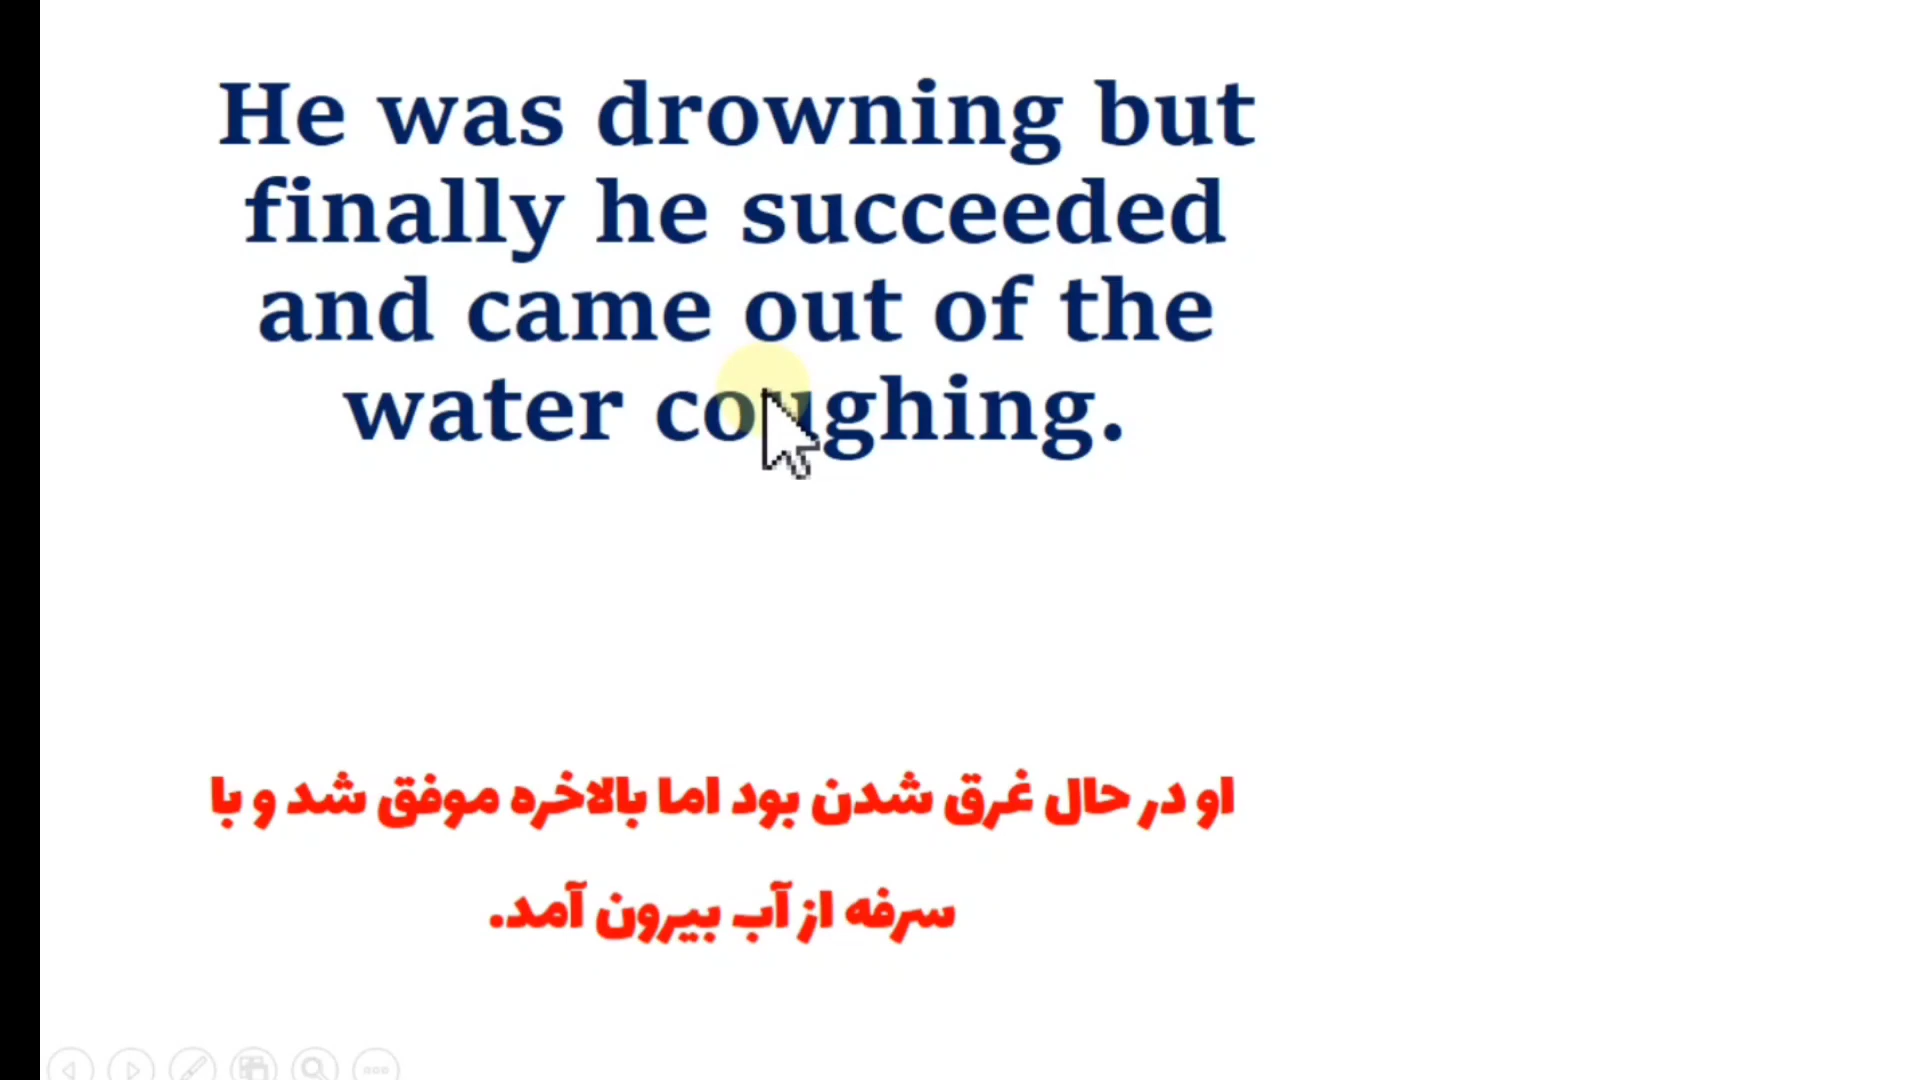 He was drowning but
finally he succeeded
and came out of the
water coughing.
او در حال غرق شدن بود اما بالاخره موفق شد و با
سرفه از آب بیرون آمد.